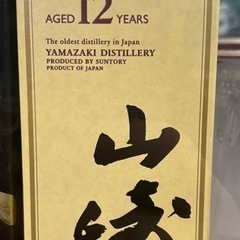 AGED 12 YEARS
The oldest distillery in Japan
YAMAZAKI DISTILLERY
PRODUCED BY SUNTORY
PRODUCT OF JAPAN
山